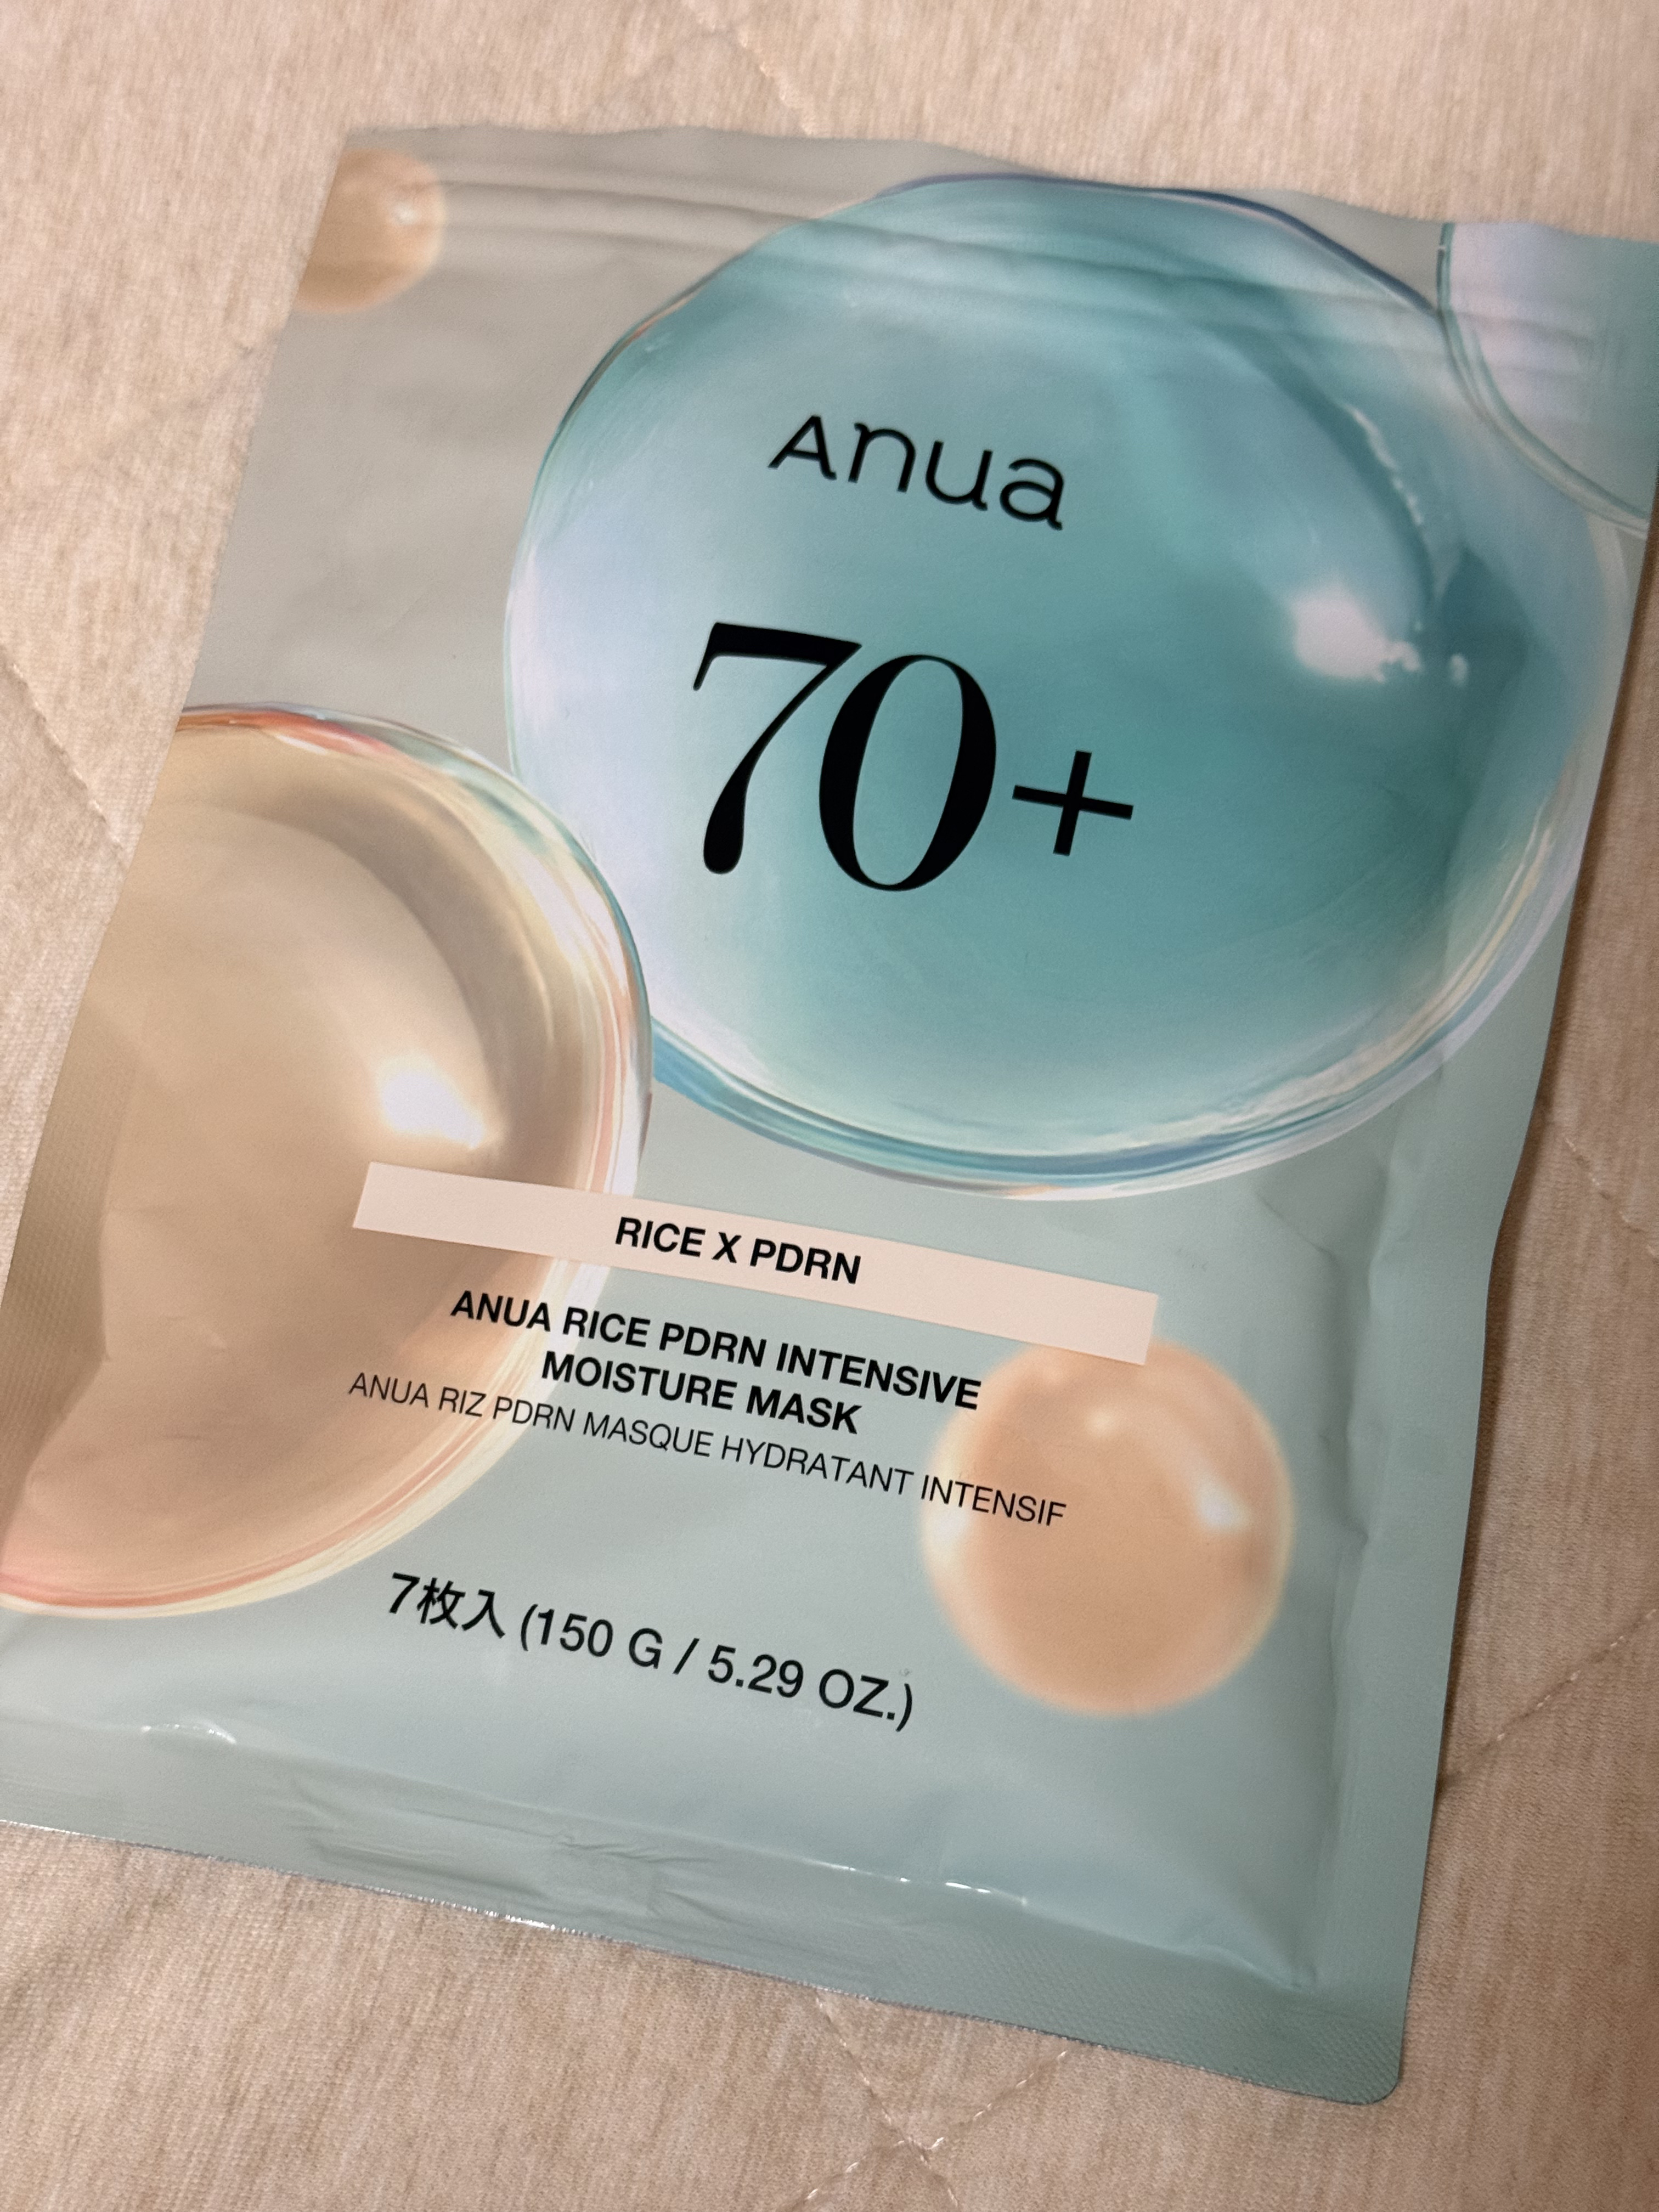 Anua
70+
RICE X PDRN
ANUA RICE PDRN INTENSIVE
MOISTURE MASK
ANUA RIZ PDRN MASQUE HYDRATANT INTENSIF
7枚入 (150 G / 5.29 OZ.)